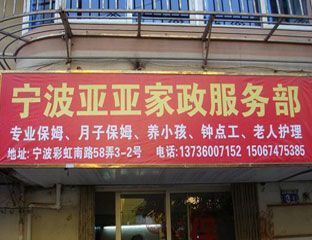 宁波亚亚家政服务部
专业保姆、月子保姆、养小孩、钟点工、老人护理
地址: 宁波彩虹南路58弄3-2号 电话:13736007152 15067475385